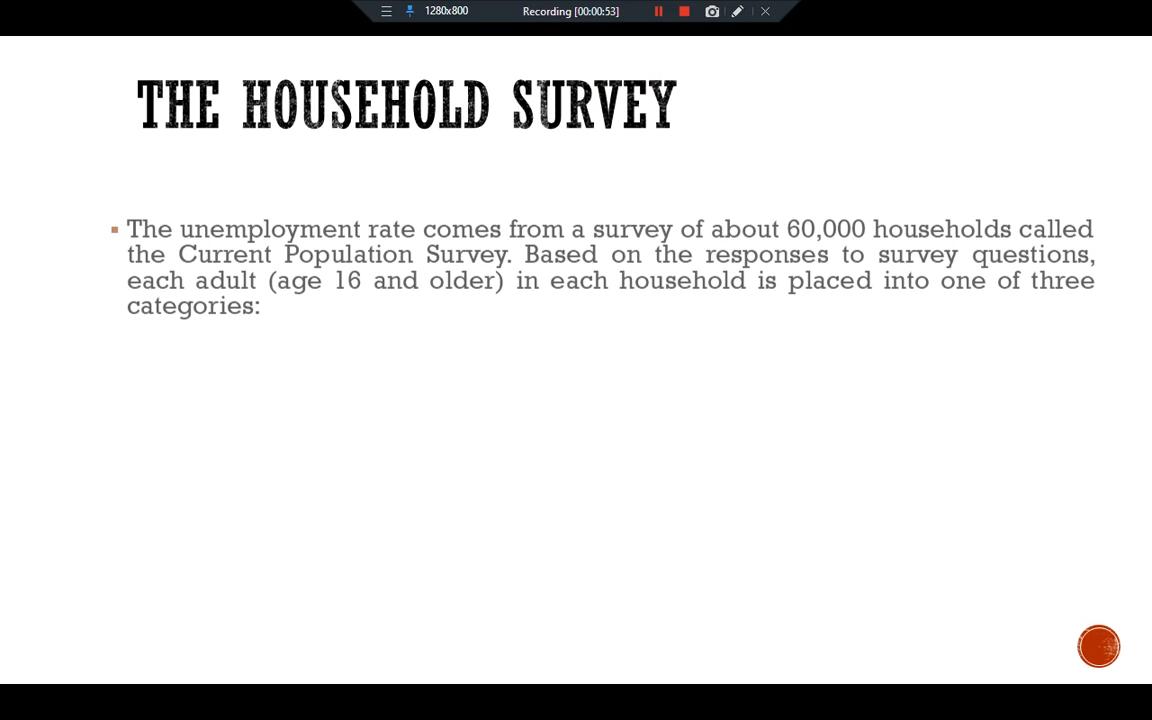 1280x800 Recording [00:00:53]
THE HOUSEHOLD SURVEY
The unemployment rate comes from a survey of about 60,000 households called
the Current Population Survey. Based on the responses to survey questions,
each adult (age 16 and older) in each household is placed into one of three
categories: